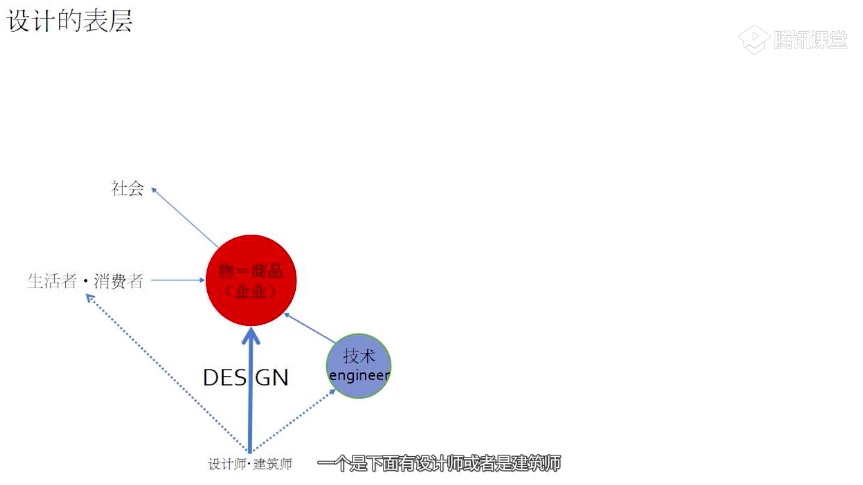 设计的表层
腾讯课堂
社会
生活者·消费者
物=商品
（企业）
技术
engineer
DESIGN
设计师·建筑师
一个是下面有设计师或者是建筑师